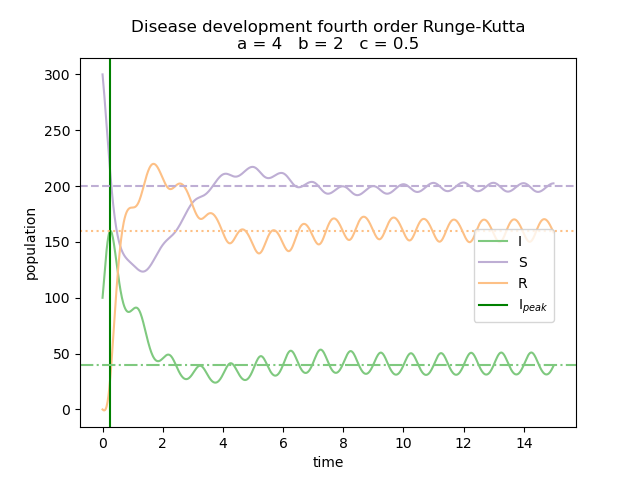 Disease development fourth order Runge-Kutta
a = 4   b = 2   c = 0.5
population
300
250
200
150
100
50
0
I
S
R
I_peak
0 2 4 6 8 10 12 14
time